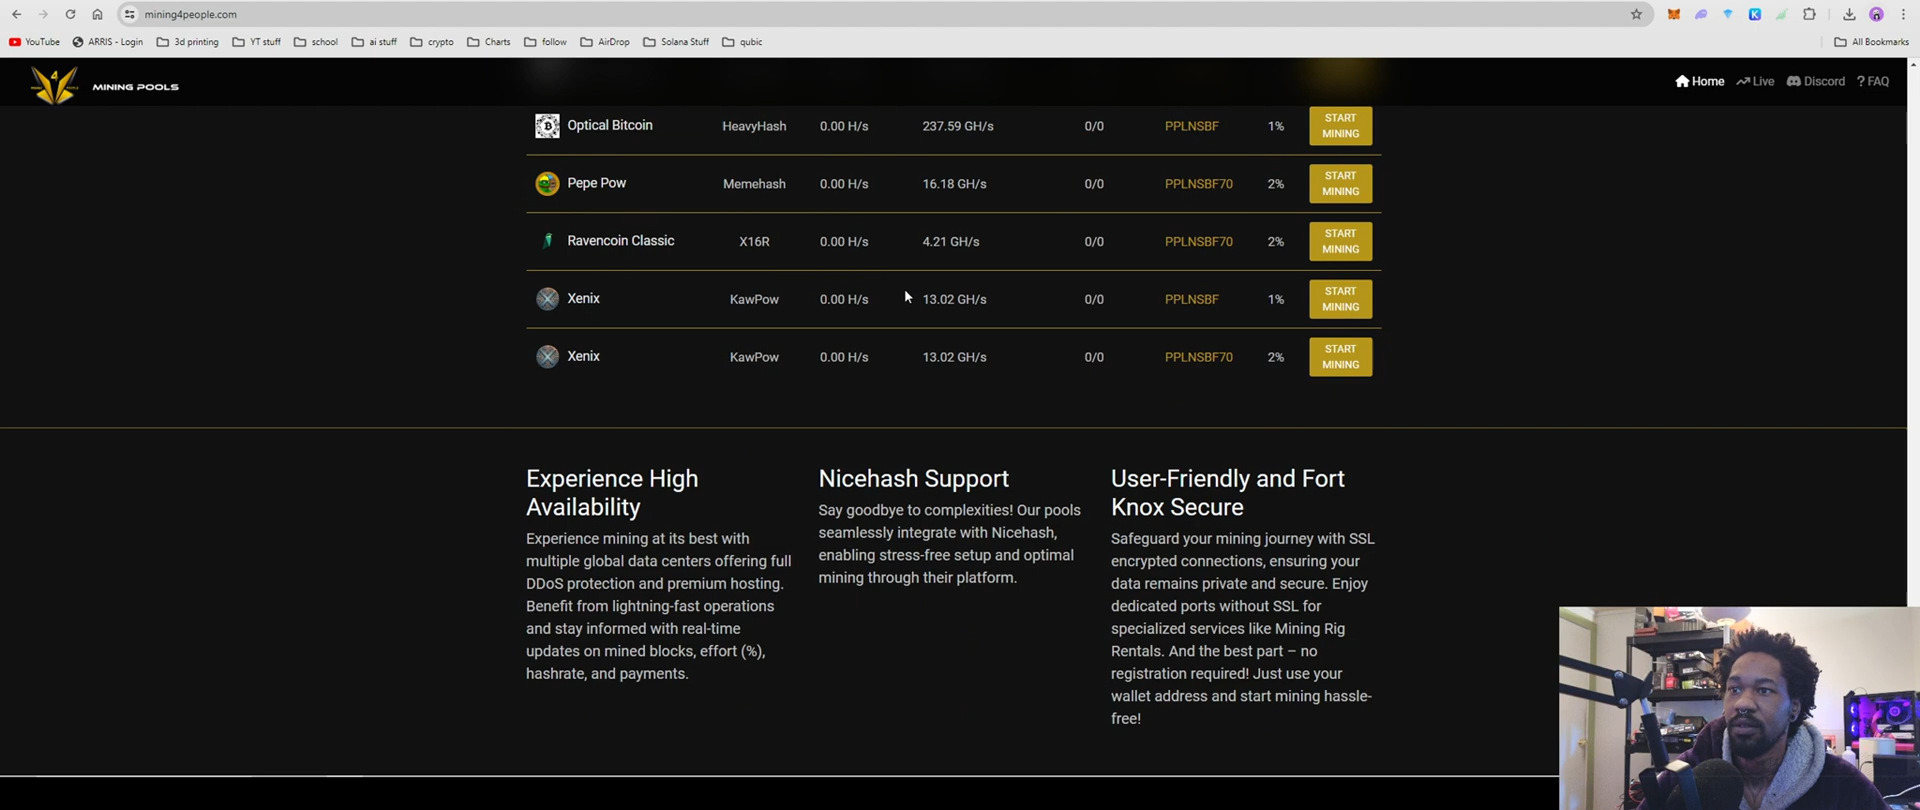 mining4people.com
YouTube
ARRIS - Login
3d printing
YT stuff
school
ai stuff
crypto
Charts
follow
AirDrop
Solana Stuff
qubic
All Bookmarks
4
MINING POOLS
Home
Live
Discord
? FAQ
Optical Bitcoin HeavyHash 0.00 H/s 237.59 GH/s 0/0 PPLNSBF 1% START
MINING
Pepe Pow Memehash 0.00 H/s 16.18 GH/s 0/0 PPLNSBF70 2% START
MINING
Ravencoin Classic X16R 0.00 H/s 4.21 GH/s 0/0 PPLNSBF70 2% START
MINING
Xenix KawPow 0.00 H/s 13.02 GH/s 0/0 PPLNSBF 1% START
MINING
Xenix KawPow 0.00 H/s 13.02 GH/s 0/0 PPLNSBF70 2% START
MINING
Experience High
Availability
Experience mining at its best with
multiple global data centers offering full
DDoS protection and premium hosting.
Benefit from lightning-fast operations
and stay informed with real-time
updates on mined blocks, effort (%),
hashrate, and payments.
Nicehash Support
Say goodbye to complexities! Our pools
seamlessly integrate with Nicehash,
enabling stress-free setup and optimal
mining through their platform.
User-Friendly and Fort
Knox Secure
Safeguard your mining journey with SSL
encrypted connections, ensuring your
data remains private and secure. Enjoy
dedicated ports without SSL for
specialized services like Mining Rig
Rentals. And the best part – no
registration required! Just use your
wallet address and start mining hassle-
free!